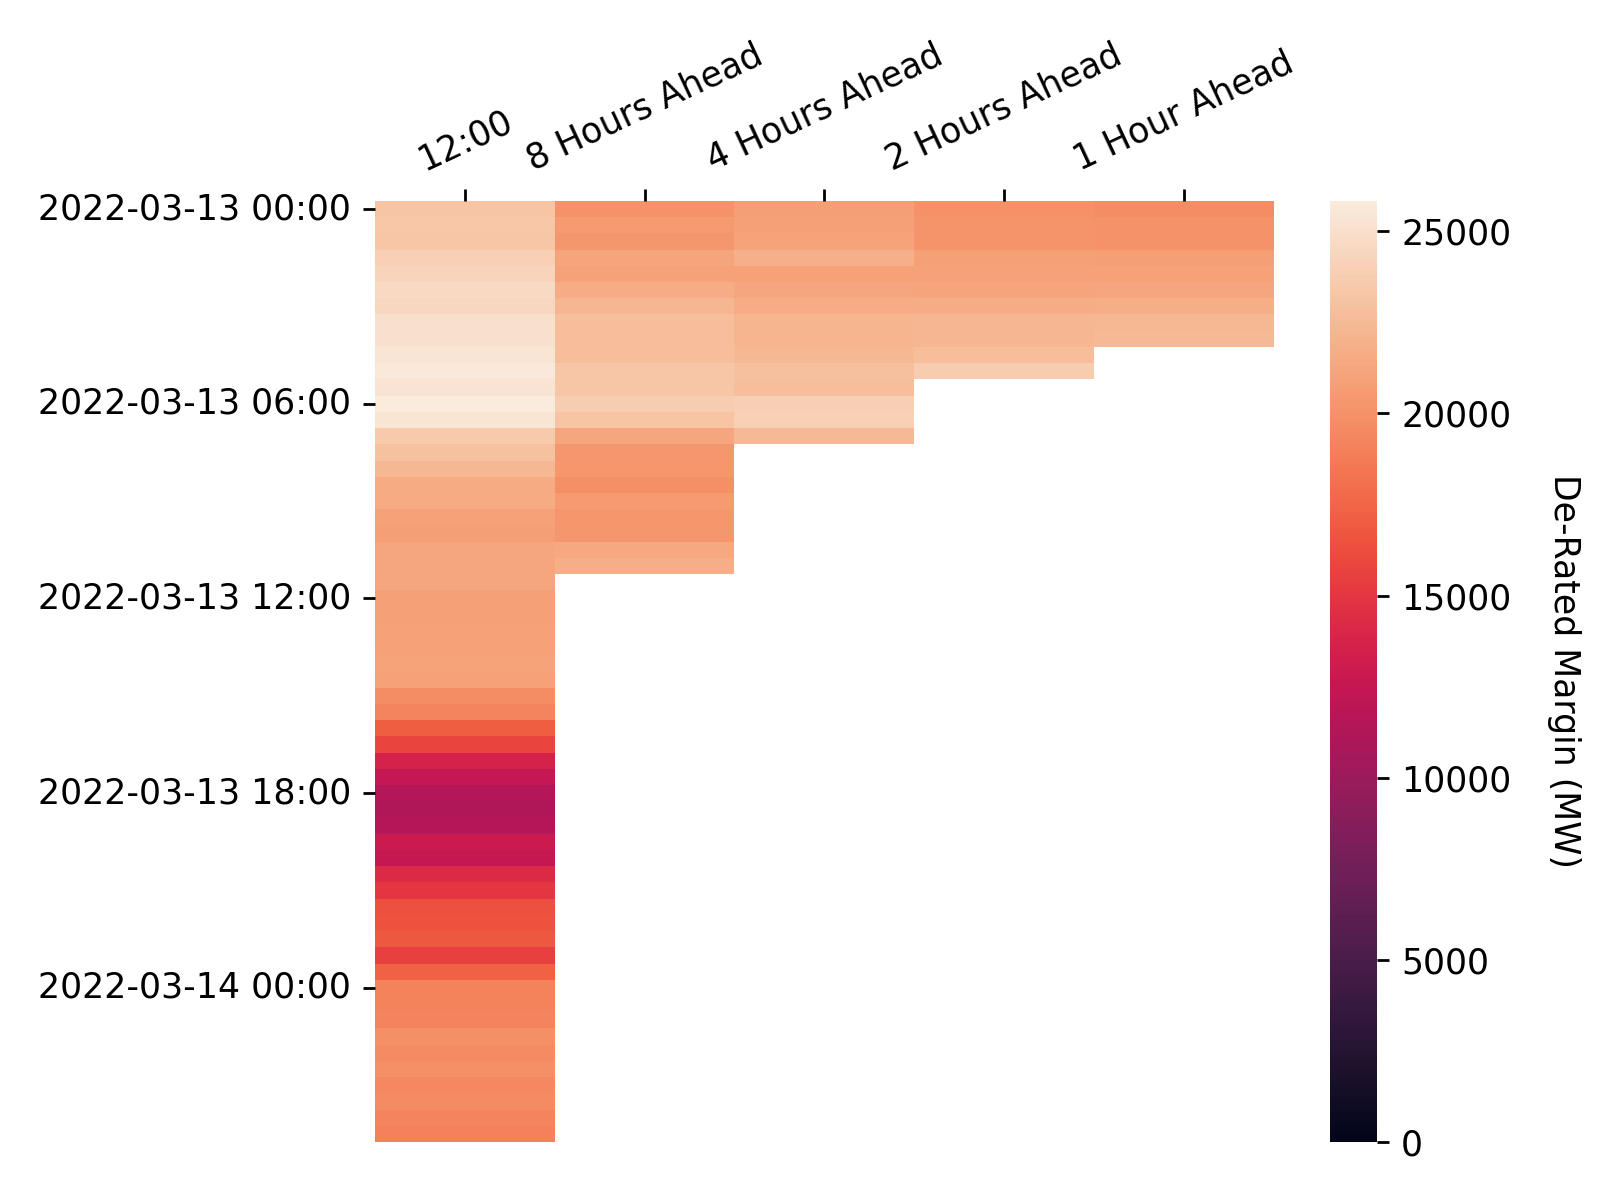 12:00
8 Hours Ahead
4 Hours Ahead
2 Hours Ahead
1 Hour Ahead
2022-03-13 00:00
2022-03-13 06:00
2022-03-13 12:00
2022-03-13 18:00
2022-03-14 00:00
25000
20000
15000
10000
5000
0
De-Rated Margin (MW)